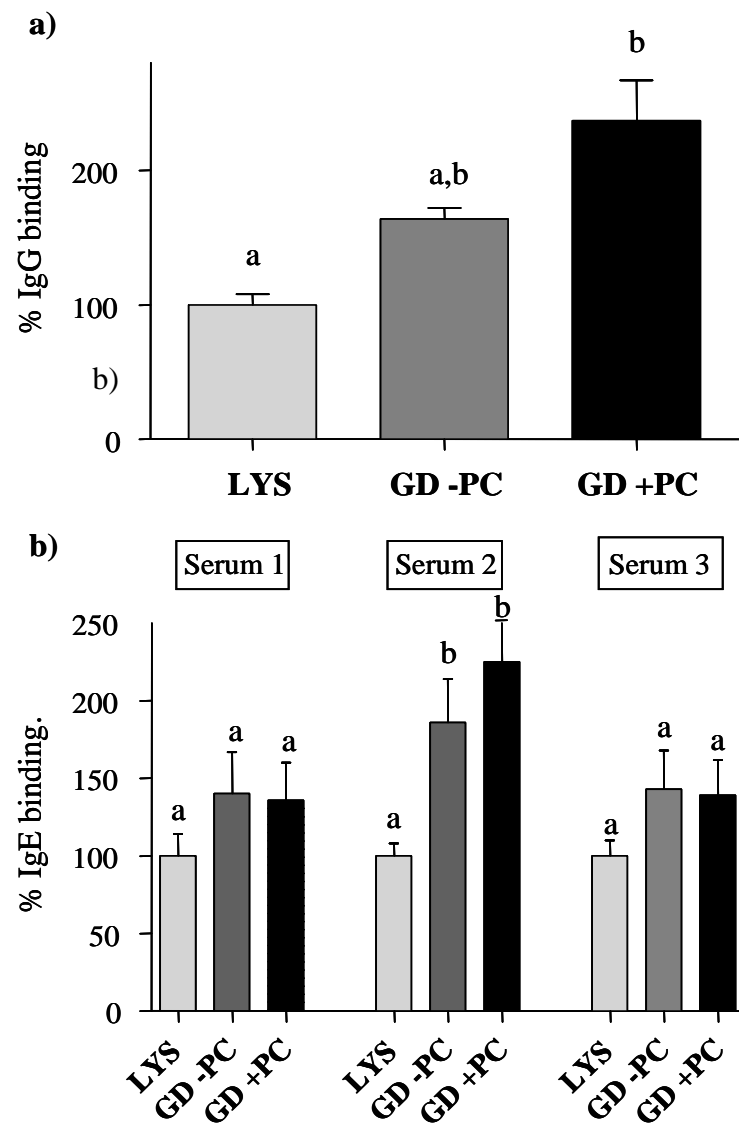 a)
% IgG binding
200
100
0
b)
a
a,b
b
LYS
GD -PC
GD +PC
b)
Serum 1
Serum 2
Serum 3
% IgE binding.
250
200
150
100
50
0
a
a
a
a
b
b
a
a
a
LYS
GD -PC
GD +PC
LYS
GD -PC
GD +PC
LYS
GD -PC
GD +PC